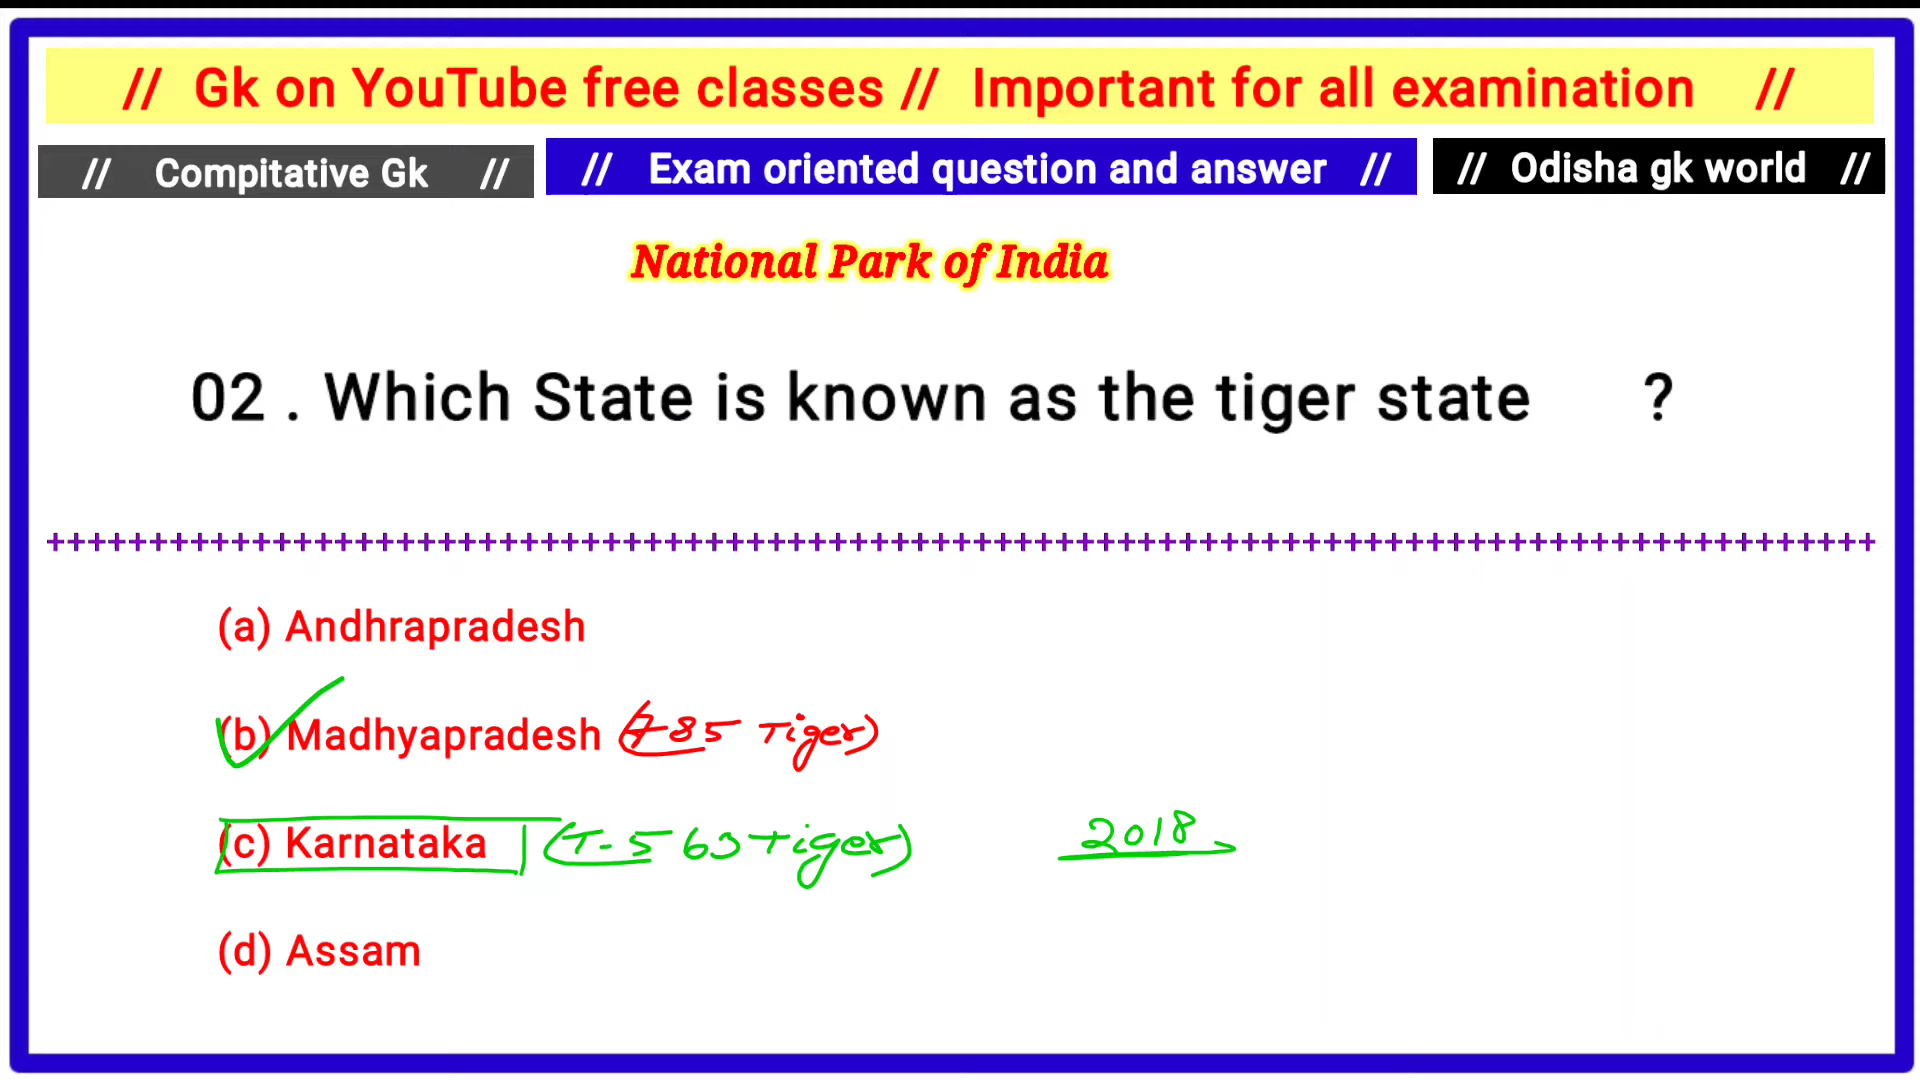 // Gk on YouTube free classes // Important for all examination //
// Compitative Gk // // Exam oriented question and answer // // Odisha gk world //
National Park of India
02 . Which State is known as the tiger state ?
++++++++++++++++++++++++++++++++++++++++++++++++++++++++++++++++++++++++++++++++++++++++
(a) Andhrapradesh
(b) Madhyapradesh (785 Tiger)
(c) Karnataka (T-563 Tiger) 2018
(d) Assam